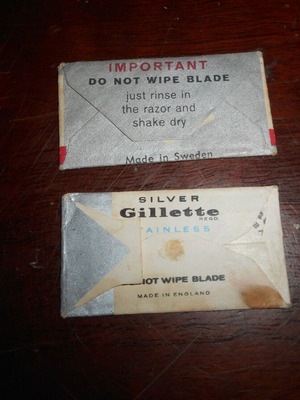 IMPORTANT
DO NOT WIPE BLADE
just rinse in
the razor and
shake dry
Made in Sweden
SILVER
Gillette
REGD.
AINLESS
NOT WIPE BLADE
MADE IN ENGLAND